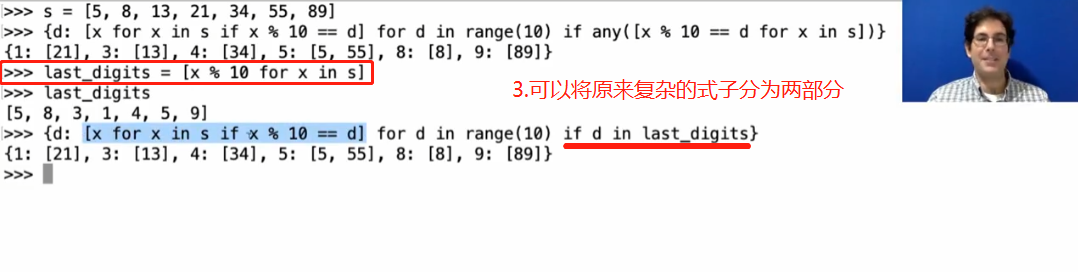 >>> s = [5, 8, 13, 21, 34, 55, 89]
>>> {d: [x for x in s if x % 10 == d] for d in range(10) if any([x % 10 == d for x in s])}
{1: [21], 3: [13], 4: [34], 5: [5, 55], 8: [8], 9: [89]}
>>> last_digits = [x % 10 for x in s]
>>> last_digits
3.可以将原来复杂的式子分为两部分
[5, 8, 3, 1, 4, 5, 9]
>>> {d: [x for x in s if x % 10 == d] for d in range(10) if d in last_digits}
{1: [21], 3: [13], 4: [34], 5: [5, 55], 8: [8], 9: [89]}
>>>